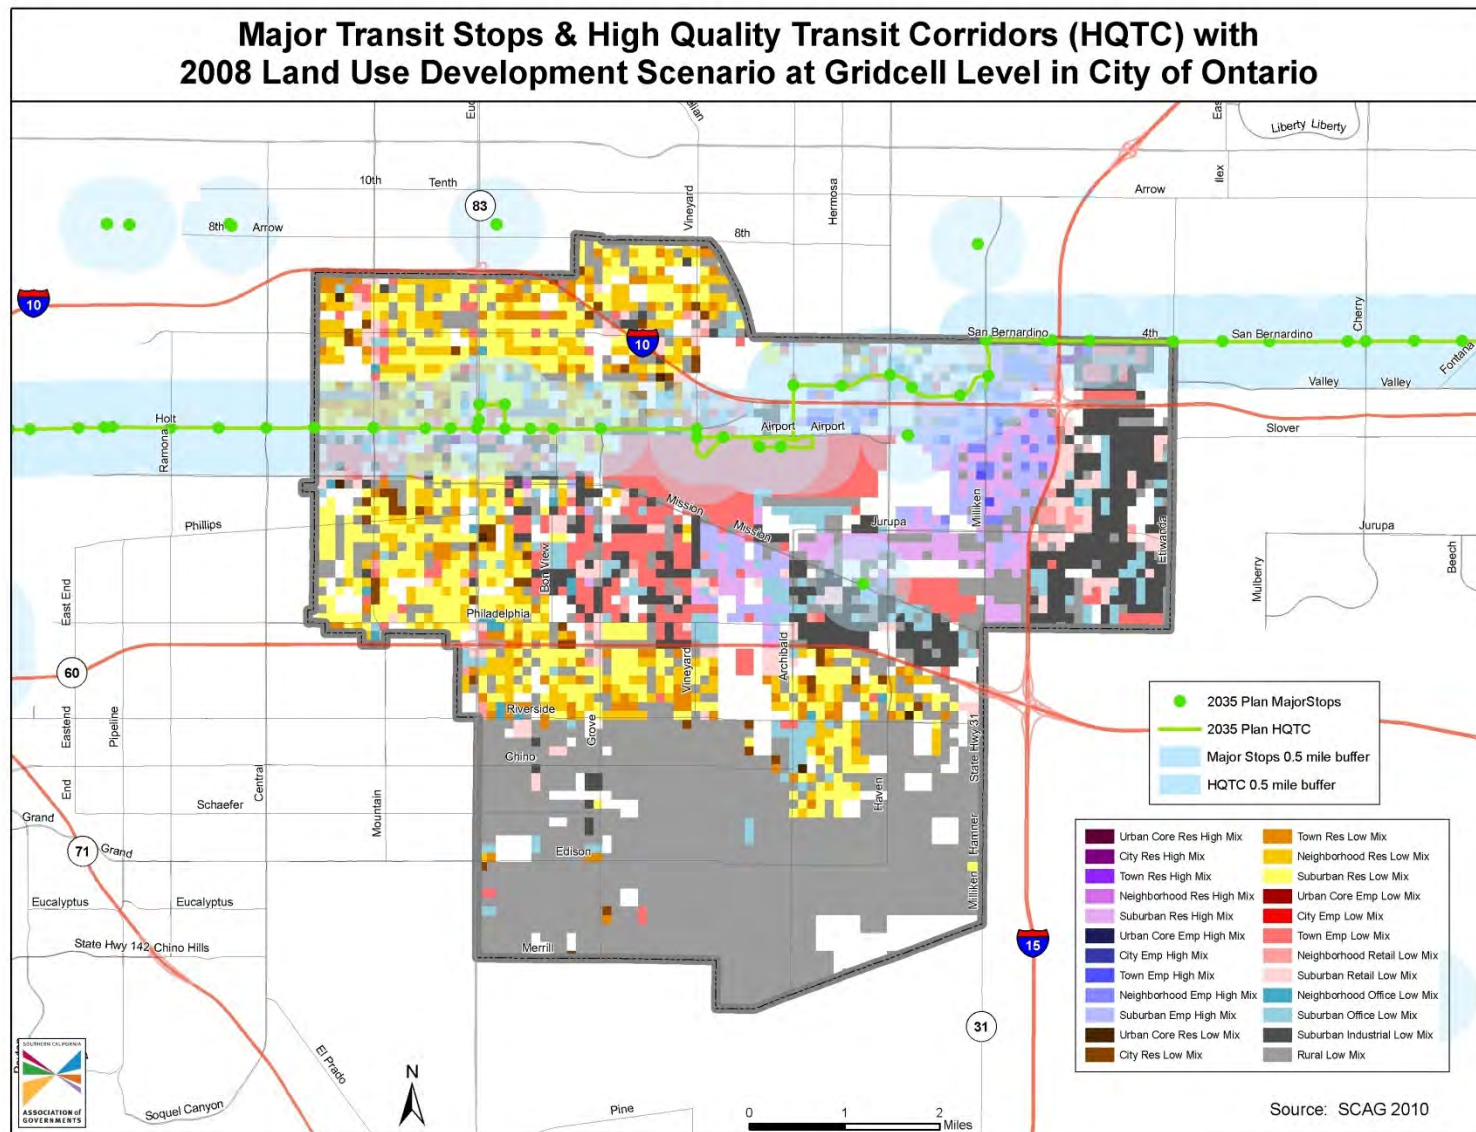 Major Transit Stops & High Quality Transit Corridors (HQTC) with
2008 Land Use Development Scenario at Gridcell Level in City of Ontario
Liberty Liberty
10th
Tenth
Arrow
Ilex
Vineyard
Hermosa
83
8th
Arrow
8th
10
10
San Bernardino
4th
San Bernardino
Cherry
Fontana
Valley
Valley
Holt
Ramona
Airport
Airport
Slover
Mission
Mission
Milliken
Phillips
Jurupa
Jurupa
Etiwanda
Bon View
Mulberry
Beech
East End
Philadelphia
Archibald
Vineyard
60
Riverside
Eastend
Pipeline
Grove
State Hwy 31
Chino
End
Central
Mountain
Schaefer
Haven
Grand
Grand
71
Edison
Hamner
Milliken
Eucalyptus
Eucalyptus
State Hwy 142 Chino Hills
Merrill
15
31
El Prado
Soquel Canyon
Pine
2035 Plan MajorStops
2035 Plan HQTC
Major Stops 0.5 mile buffer
HQTC 0.5 mile buffer
Urban Core Res High Mix
City Res High Mix
Town Res High Mix
Neighborhood Res High Mix
Suburban Res High Mix
Urban Core Emp High Mix
City Emp High Mix
Town Emp High Mix
Neighborhood Emp High Mix
Suburban Emp High Mix
Urban Core Res Low Mix
City Res Low Mix
Town Res Low Mix
Neighborhood Res Low Mix
Suburban Res Low Mix
Urban Core Emp Low Mix
City Emp Low Mix
Town Emp Low Mix
Neighborhood Retail Low Mix
Suburban Retail Low Mix
Neighborhood Office Low Mix
Suburban Office Low Mix
Suburban Industrial Low Mix
Rural Low Mix
SOUTHERN CALIFORNIA
ASSOCIATION of
GOVERNMENTS
N
0 1 2
Miles
Source: SCAG 2010